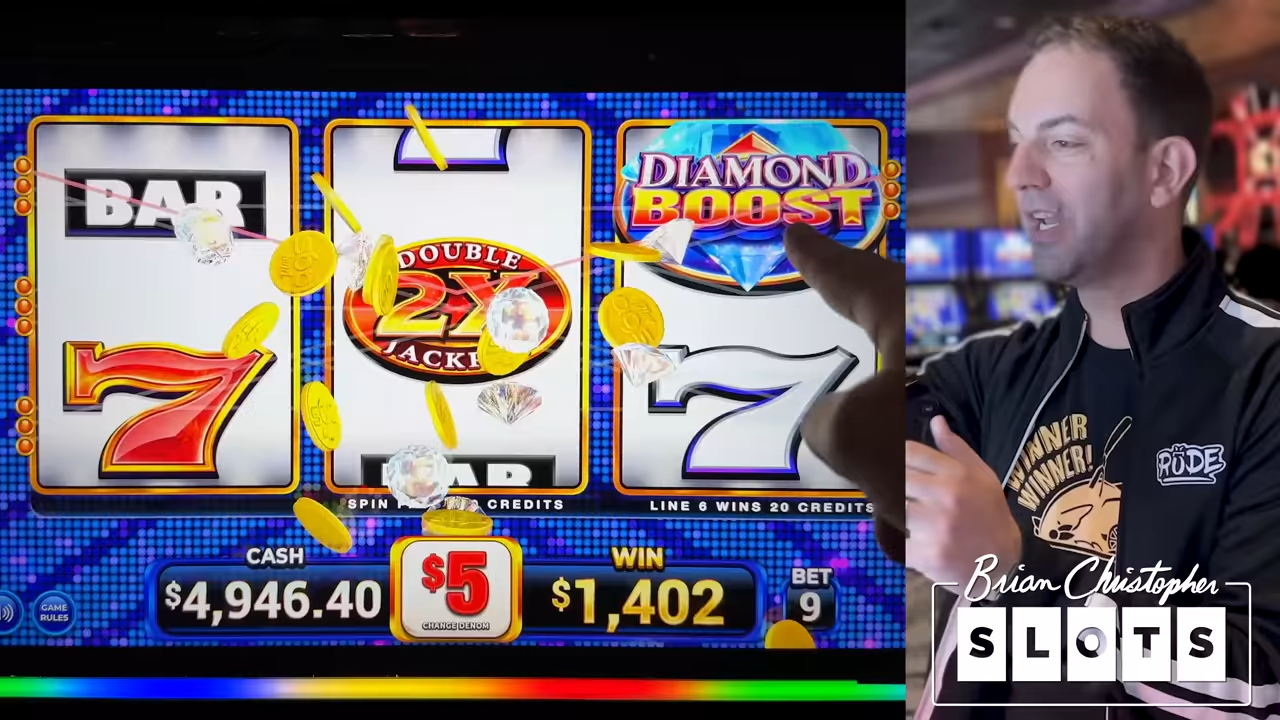 BAR
DOUBLE
2X
DIAMOND
BOOST
BAR
CREDITS
LINE 6 WINS 20 CREDITS
GAME
RULES
CASH
$4,946.40
$5
CHANGE DENOM
WIN
$1,402
BET
9
WINNER
WINNER!
RÜDE
Brian Christopher
SLOTS